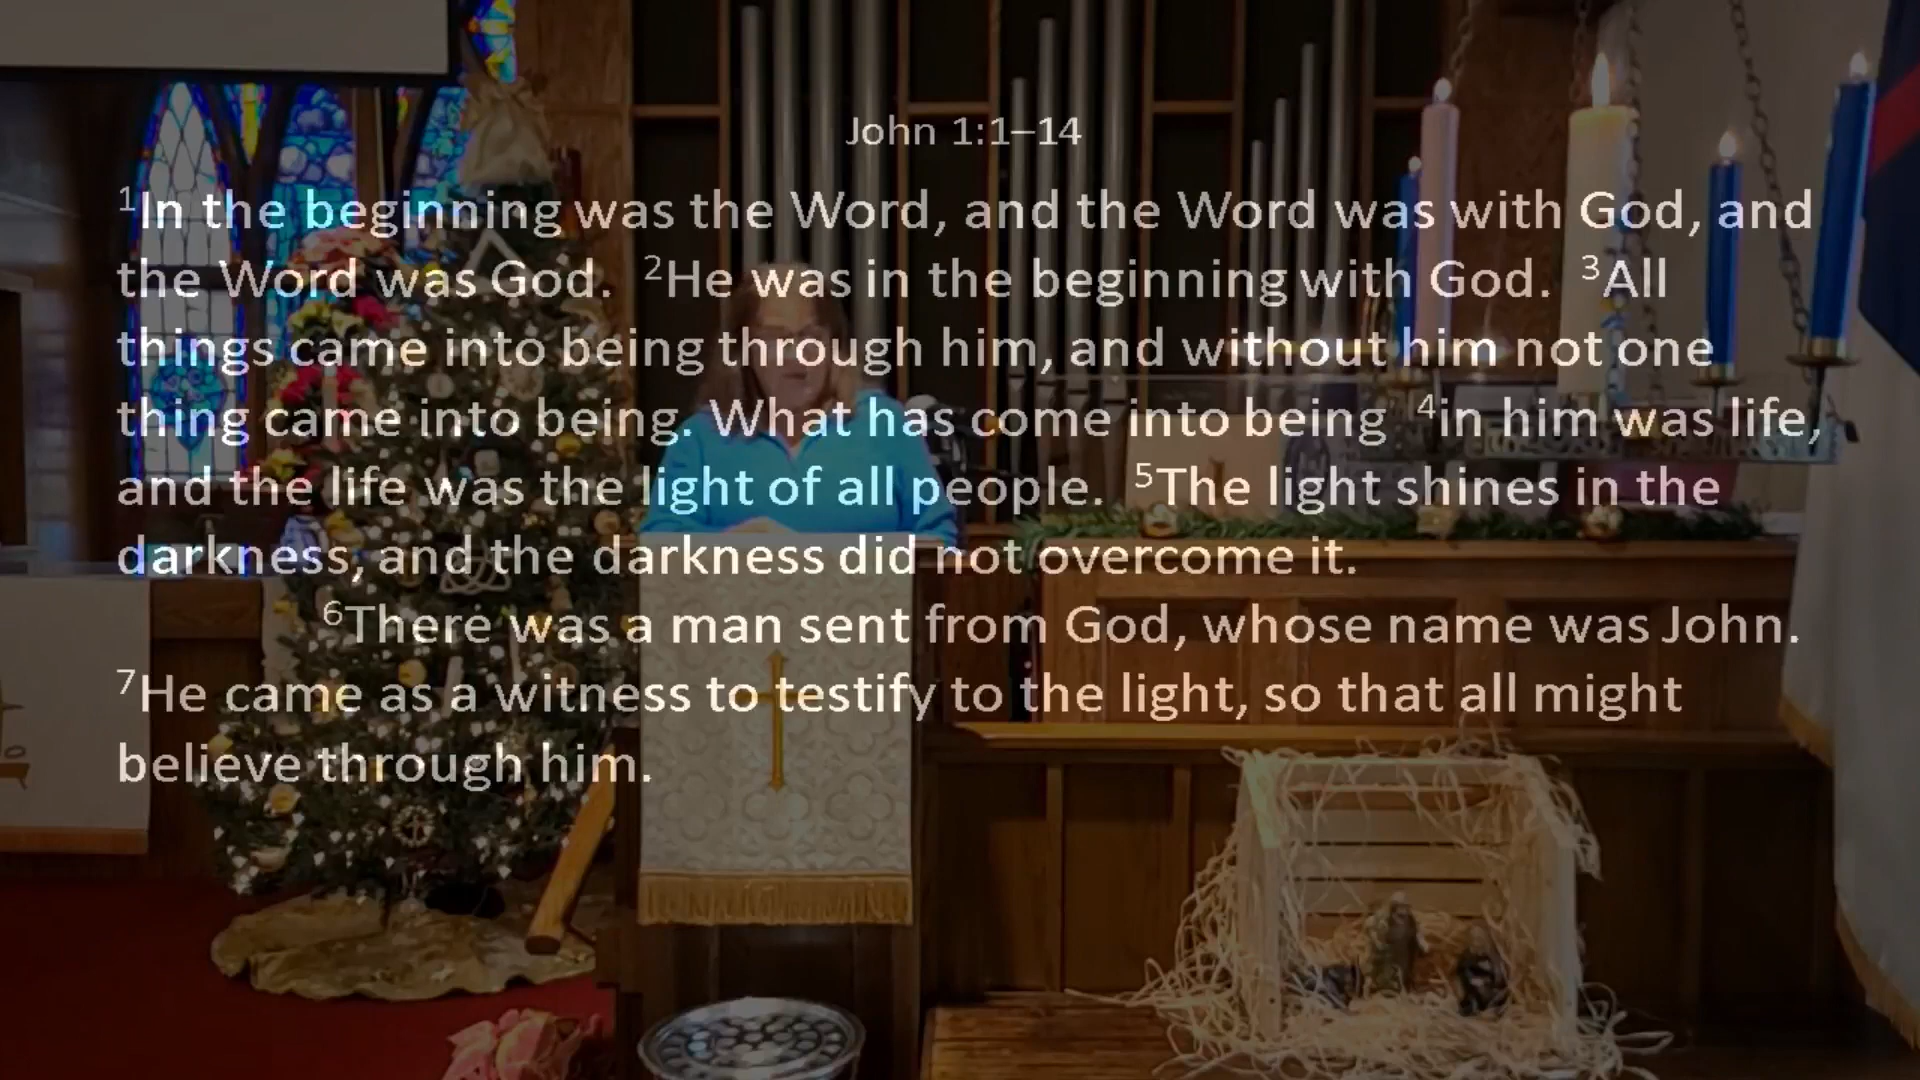 John 1:1–14
1In the beginning was the Word, and the Word was with God, and
the Word was God. 2He was in the beginning with God. 3All
things came into being through him, and without him not one
thing came into being. What has come into being 4in him was life,
and the life was the light of all people. 5The light shines in the
darkness, and the darkness did not overcome it.
6There was a man sent from God, whose name was John.
7He came as a witness to testify to the light, so that all might
believe through him.